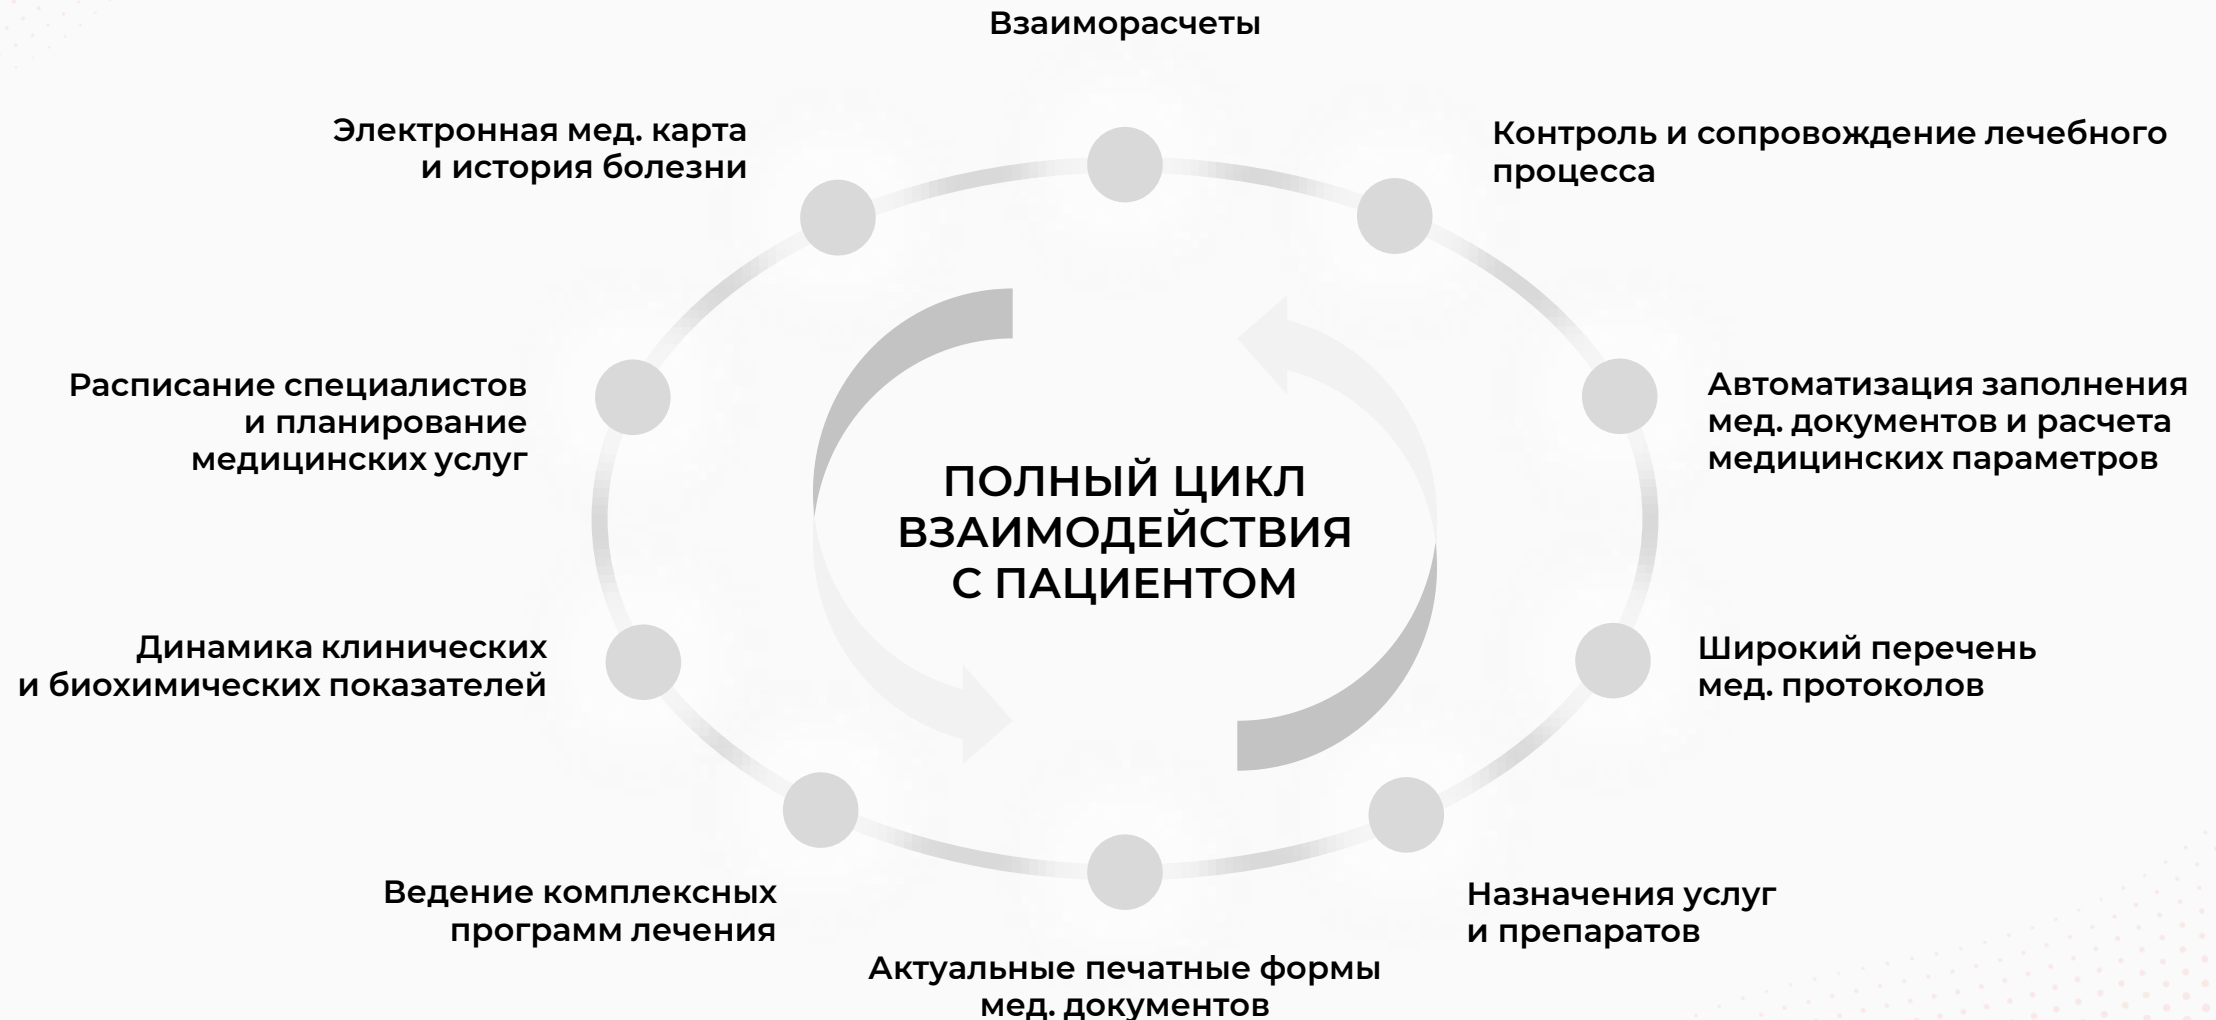 Взаиморасчеты
Электронная мед. карта
и история болезни
Контроль и сопровождение лечебного
процесса
Расписание специалистов
и планирование
медицинских услуг
Автоматизация заполнения
мед. документов и расчета
медицинских параметров
ПОЛНЫЙ ЦИКЛ
ВЗАИМОДЕЙСТВИЯ
С ПАЦИЕНТОМ
Динамика клинических
и биохимических показателей
Широкий перечень
мед. протоколов
Ведение комплексных
программ лечения
Назначения услуг
и препаратов
Актуальные печатные формы
мед. документов